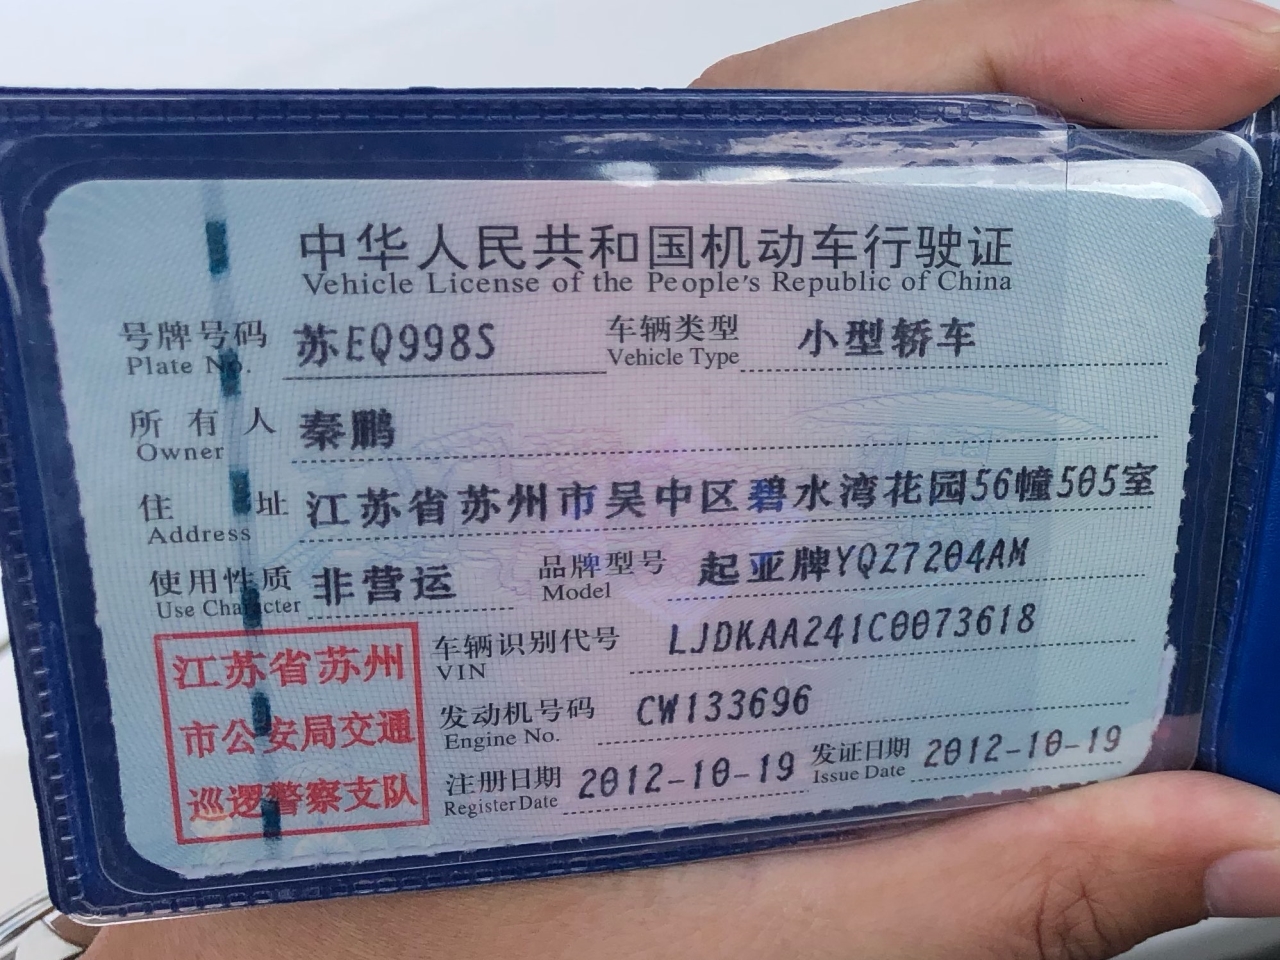 中华人民共和国机动车行驶证
Vehicle License of the People's Republic of China
号牌号码 苏EQ998S 车辆类型 小型轿车
Plate No. Vehicle Type
所有人 秦鹏
Owner
住址 江苏省苏州市吴中区碧水湾花园56幢505室
Address
使用性质 非营运 品牌型号 起亚牌YQZ7204AM
Use Character Model
江苏省苏州
市公安局交通
巡逻警察支队
车辆识别代号 LJDKAA241C0073618
VIN
发动机号码 CW133696
Engine No.
注册日期 2012-10-19 发证日期 2012-10-19
Register Date Issue Date